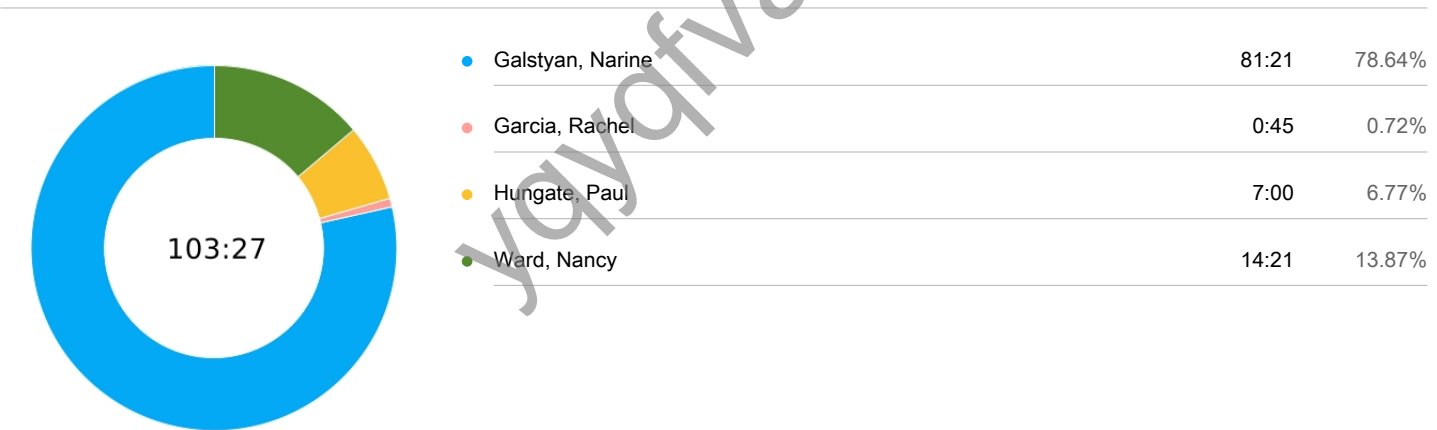 Galstyan, Narine 81:21 78.64%
Garcia, Rachel 0:45 0.72%
Hungate, Paul 7:00 6.77%
103:27
Ward, Nancy 14:21 13.87%